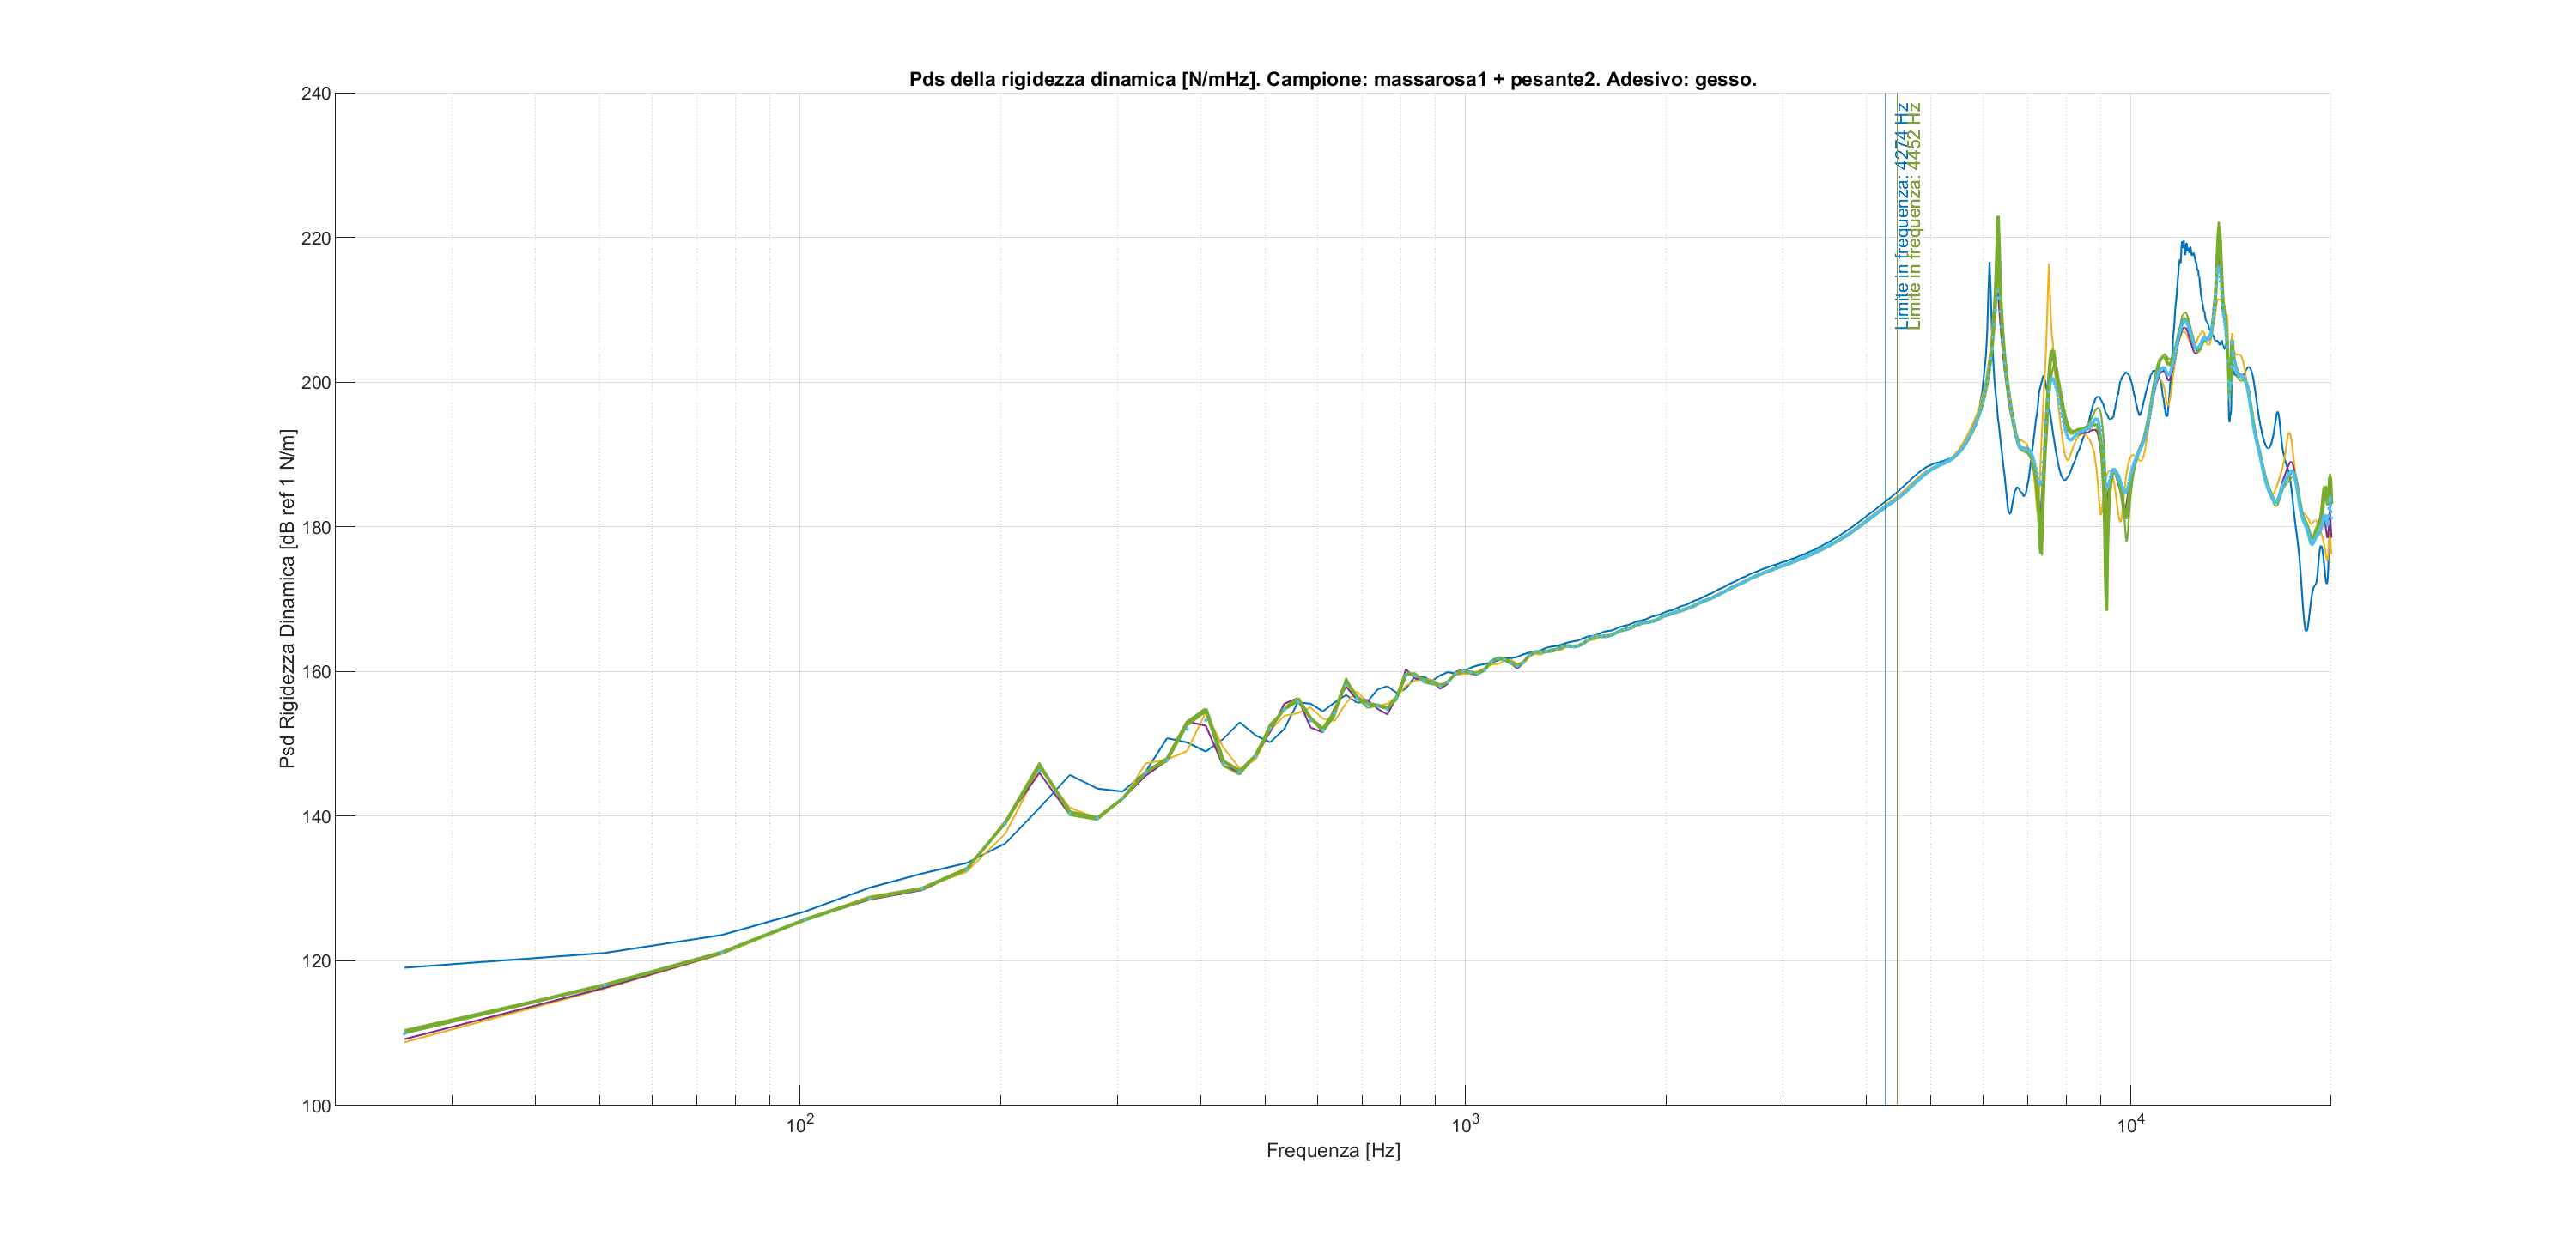 Pds della rigidezza dinamica [N/mHz]. Campione: massarosa1 + pesante2. Adesivo: gesso.
240
220
200
180
160
140
120
100
Psd Rigidezza Dinamica [dB ref 1 N/m]
Limite in frequenza: 4274 Hz
Limite in frequenza: 4452 Hz
10^2
10^3
10^4
Frequenza [Hz]